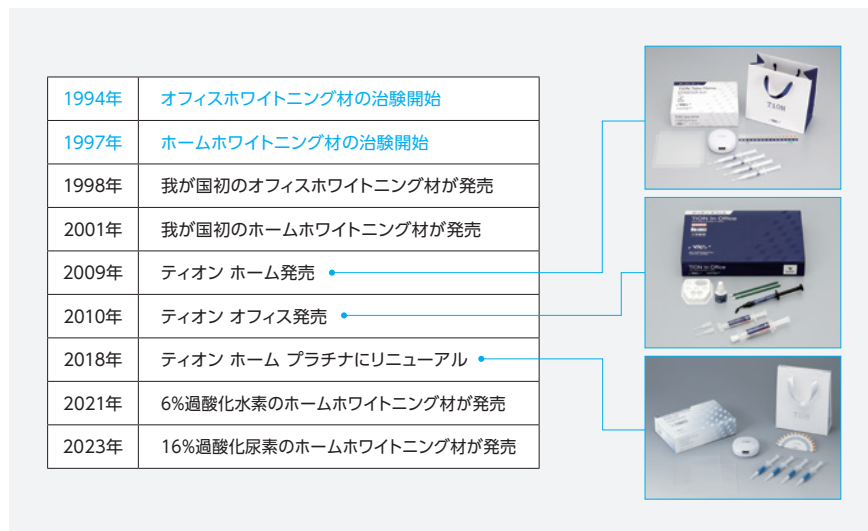 1994年 オフィスホワイトニング材の治験開始
1997年 ホームホワイトニング材の治験開始
1998年 我が国初のオフィスホワイトニング材が発売
2001年 我が国初のホームホワイトニング材が発売
2009年 ティオン ホーム発売
2010年 ティオン オフィス発売
2018年 ティオン ホーム プラチナにリニューアル
2021年 6%過酸化水素のホームホワイトニング材が発売
2023年 16%過酸化尿素のホームホワイトニング材が発売
TiON
TiON In Office
TiON In Office
TiON